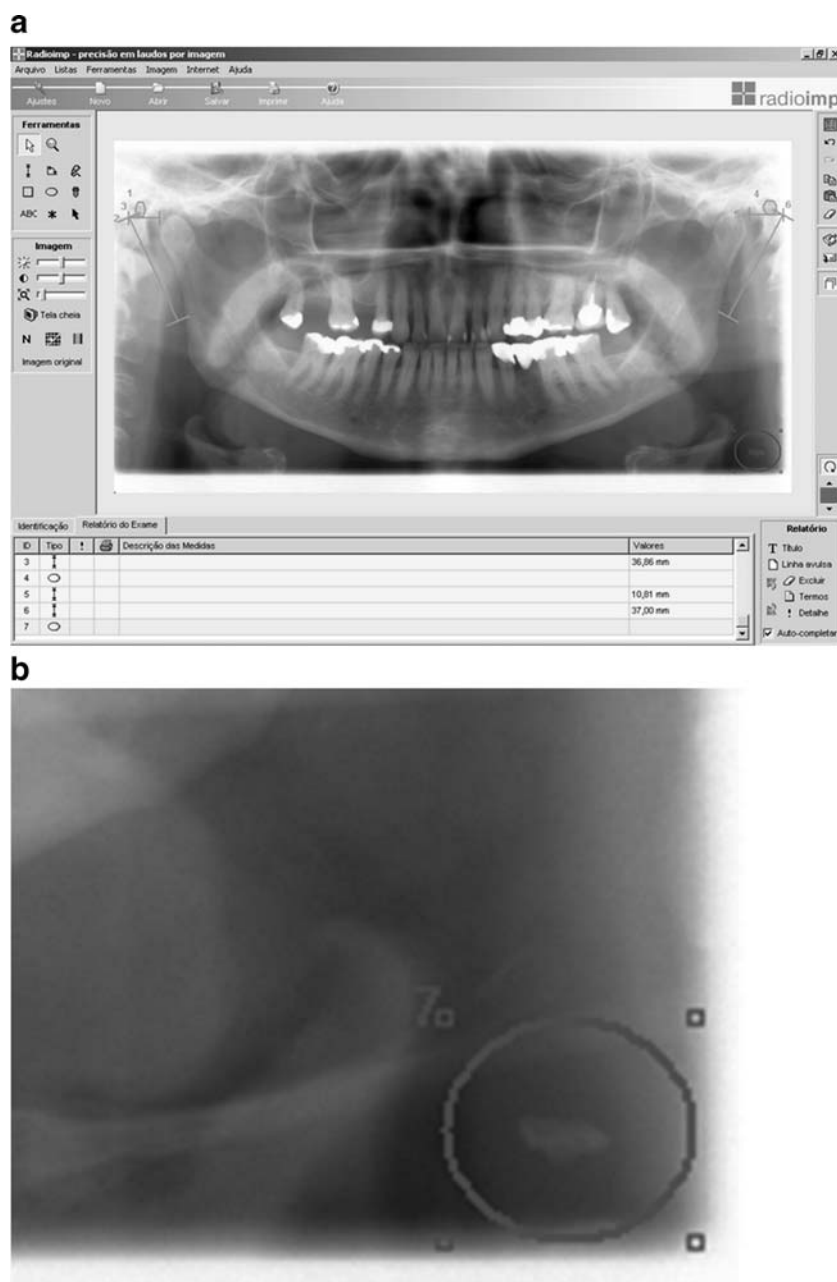 a
Radioimp - precisão em laudos por imagem
Arquivo Listas Ferramentas Imagem Internet Ajuda
Ajustes Novo Abrir Salvar Imprimir Ajuda
radioimp
Ferramentas
ABC
Imagem
Tela cheia
N
Imagem original
1
3
2
4
6
Identificação Relatório do Exame
ID Tipo ! Descrição das Medidas Valores
3 36,86 mm
4
5 10,81 mm
6 37,00 mm
7
Relatório
T Título
Linha avulsa
Excluir
Termos
! Detalhe
Auto-completar
b
7